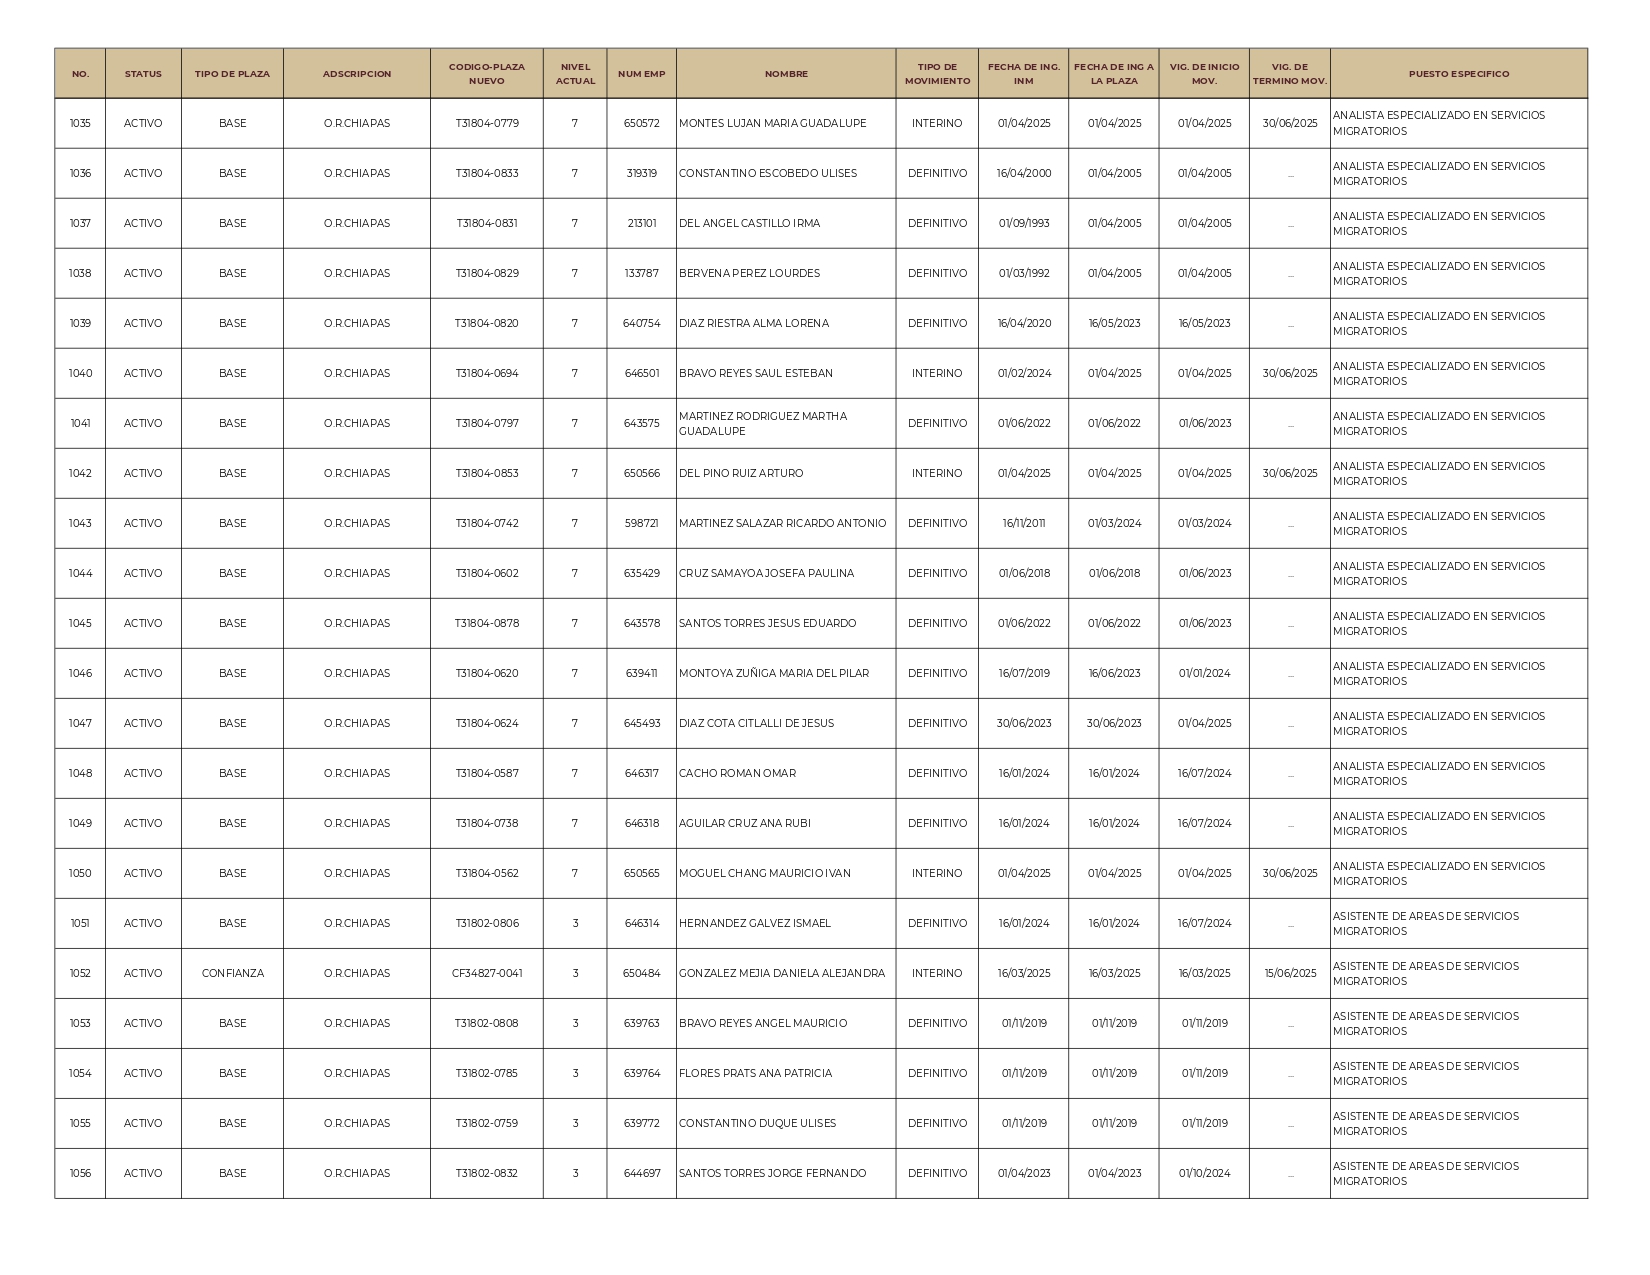 NO. STATUS TIPO DE PLAZA ADSCRIPCION CODIGO-PLAZA NUEVO NIVEL ACTUAL NUM EMP NOMBRE TIPO DE MOVIMIENTO FECHA DE ING. INM FECHA DE ING A LA PLAZA VIG. DE INICIO MOV. VIG. DE TERMINO MOV. PUESTO ESPECIFICO
1035 ACTIVO BASE O.R.CHIAPAS T31804-0779 7 650572 MONTES LUJAN MARIA GUADALUPE INTERINO 01/04/2025 01/04/2025 01/04/2025 30/06/2025 ANALISTA ESPECIALIZADO EN SERVICIOS MIGRATORIOS
1036 ACTIVO BASE O.R.CHIAPAS T31804-0833 7 319319 CONSTANTINO ESCOBEDO ULISES DEFINITIVO 16/04/2000 01/04/2005 01/04/2005 ... ANALISTA ESPECIALIZADO EN SERVICIOS MIGRATORIOS
1037 ACTIVO BASE O.R.CHIAPAS T31804-0831 7 213101 DEL ANGEL CASTILLO IRMA DEFINITIVO 01/09/1993 01/04/2005 01/04/2005 ... ANALISTA ESPECIALIZADO EN SERVICIOS MIGRATORIOS
1038 ACTIVO BASE O.R.CHIAPAS T31804-0829 7 133787 BERVENA PEREZ LOURDES DEFINITIVO 01/03/1992 01/04/2005 01/04/2005 ... ANALISTA ESPECIALIZADO EN SERVICIOS MIGRATORIOS
1039 ACTIVO BASE O.R.CHIAPAS T31804-0820 7 640754 DIAZ RIESTRA ALMA LORENA DEFINITIVO 16/04/2020 16/05/2023 16/05/2023 ... ANALISTA ESPECIALIZADO EN SERVICIOS MIGRATORIOS
1040 ACTIVO BASE O.R.CHIAPAS T31804-0694 7 646501 BRAVO REYES SAUL ESTEBAN INTERINO 01/02/2024 01/04/2025 01/04/2025 30/06/2025 ANALISTA ESPECIALIZADO EN SERVICIOS MIGRATORIOS
1041 ACTIVO BASE O.R.CHIAPAS T31804-0797 7 643575 MARTINEZ RODRIGUEZ MARTHA GUADALUPE DEFINITIVO 01/06/2022 01/06/2022 01/06/2023 ... ANALISTA ESPECIALIZADO EN SERVICIOS MIGRATORIOS
1042 ACTIVO BASE O.R.CHIAPAS T31804-0853 7 650566 DEL PINO RUIZ ARTURO INTERINO 01/04/2025 01/04/2025 01/04/2025 30/06/2025 ANALISTA ESPECIALIZADO EN SERVICIOS MIGRATORIOS
1043 ACTIVO BASE O.R.CHIAPAS T31804-0742 7 598721 MARTINEZ SALAZAR RICARDO ANTONIO DEFINITIVO 16/11/2011 01/03/2024 01/03/2024 ... ANALISTA ESPECIALIZADO EN SERVICIOS MIGRATORIOS
1044 ACTIVO BASE O.R.CHIAPAS T31804-0602 7 635429 CRUZ SAMAYOA JOSEFA PAULINA DEFINITIVO 01/06/2018 01/06/2018 01/06/2023 ... ANALISTA ESPECIALIZADO EN SERVICIOS MIGRATORIOS
1045 ACTIVO BASE O.R.CHIAPAS T31804-0878 7 643578 SANTOS TORRES JESUS EDUARDO DEFINITIVO 01/06/2022 01/06/2022 01/06/2023 ... ANALISTA ESPECIALIZADO EN SERVICIOS MIGRATORIOS
1046 ACTIVO BASE O.R.CHIAPAS T31804-0620 7 639411 MONTOYA ZUÑIGA MARIA DEL PILAR DEFINITIVO 16/07/2019 16/06/2023 01/01/2024 ... ANALISTA ESPECIALIZADO EN SERVICIOS MIGRATORIOS
1047 ACTIVO BASE O.R.CHIAPAS T31804-0624 7 645493 DIAZ COTA CITLALLI DE JESUS DEFINITIVO 30/06/2023 30/06/2023 01/04/2025 ... ANALISTA ESPECIALIZADO EN SERVICIOS MIGRATORIOS
1048 ACTIVO BASE O.R.CHIAPAS T31804-0587 7 646317 CACHO ROMAN OMAR DEFINITIVO 16/01/2024 16/01/2024 16/07/2024 ... ANALISTA ESPECIALIZADO EN SERVICIOS MIGRATORIOS
1049 ACTIVO BASE O.R.CHIAPAS T31804-0738 7 646318 AGUILAR CRUZ ANA RUBI DEFINITIVO 16/01/2024 16/01/2024 16/07/2024 ... ANALISTA ESPECIALIZADO EN SERVICIOS MIGRATORIOS
1050 ACTIVO BASE O.R.CHIAPAS T31804-0562 7 650565 MOGUEL CHANG MAURICIO IVAN INTERINO 01/04/2025 01/04/2025 01/04/2025 30/06/2025 ANALISTA ESPECIALIZADO EN SERVICIOS MIGRATORIOS
1051 ACTIVO BASE O.R.CHIAPAS T31802-0806 3 646314 HERNANDEZ GALVEZ ISMAEL DEFINITIVO 16/01/2024 16/01/2024 16/07/2024 ... ASISTENTE DE AREAS DE SERVICIOS MIGRATORIOS
1052 ACTIVO CONFIANZA O.R.CHIAPAS CF34827-0041 3 650484 GONZALEZ MEJIA DANIELA ALEJANDRA INTERINO 16/03/2025 16/03/2025 16/03/2025 15/06/2025 ASISTENTE DE AREAS DE SERVICIOS MIGRATORIOS
1053 ACTIVO BASE O.R.CHIAPAS T31802-0808 3 639763 BRAVO REYES ANGEL MAURICIO DEFINITIVO 01/11/2019 01/11/2019 01/11/2019 ... ASISTENTE DE AREAS DE SERVICIOS MIGRATORIOS
1054 ACTIVO BASE O.R.CHIAPAS T31802-0785 3 639764 FLORES PRATS ANA PATRICIA DEFINITIVO 01/11/2019 01/11/2019 01/11/2019 ... ASISTENTE DE AREAS DE SERVICIOS MIGRATORIOS
1055 ACTIVO BASE O.R.CHIAPAS T31802-0759 3 639772 CONSTANTINO DUQUE ULISES DEFINITIVO 01/11/2019 01/11/2019 01/11/2019 ... ASISTENTE DE AREAS DE SERVICIOS MIGRATORIOS
1056 ACTIVO BASE O.R.CHIAPAS T31802-0832 3 644697 SANTOS TORRES JORGE FERNANDO DEFINITIVO 01/04/2023 01/04/2023 01/10/2024 ... ASISTENTE DE AREAS DE SERVICIOS MIGRATORIOS